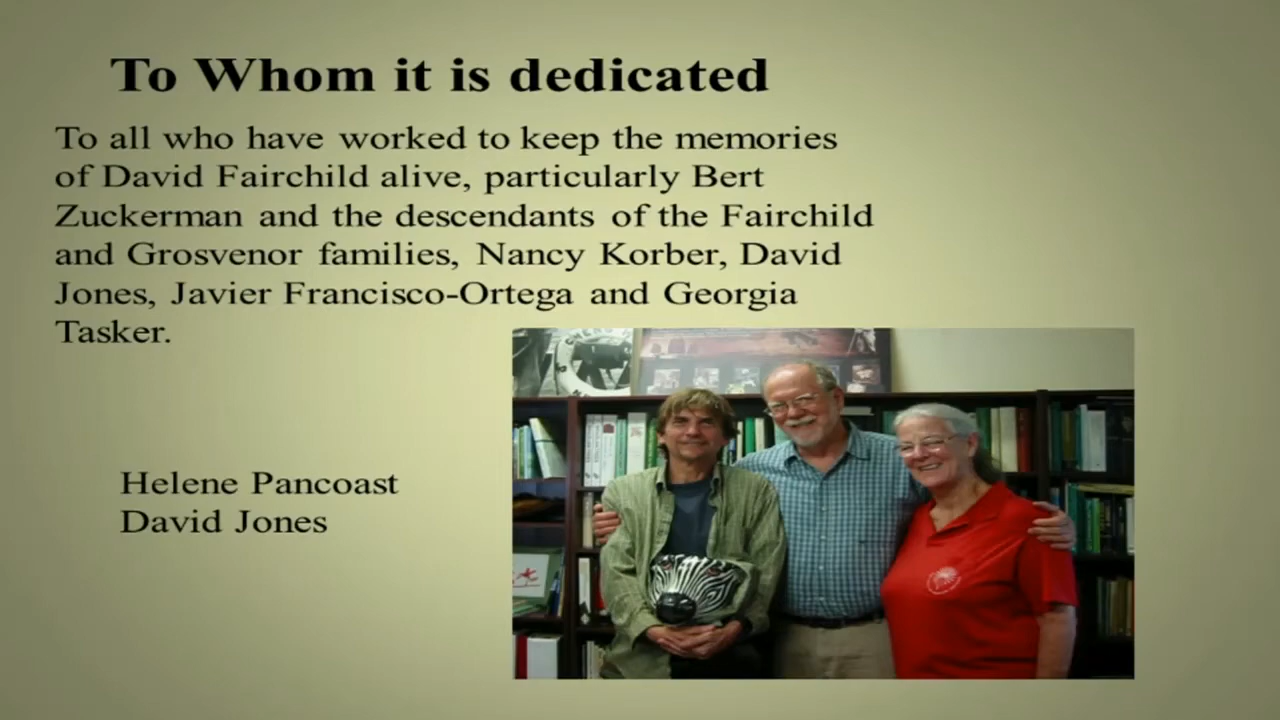 To Whom it is dedicated
To all who have worked to keep the memories
of David Fairchild alive, particularly Bert
Zuckerman and the descendants of the Fairchild
and Grosvenor families, Nancy Korber, David
Jones, Javier Francisco-Ortega and Georgia
Tasker.
Helene Pancoast
David Jones